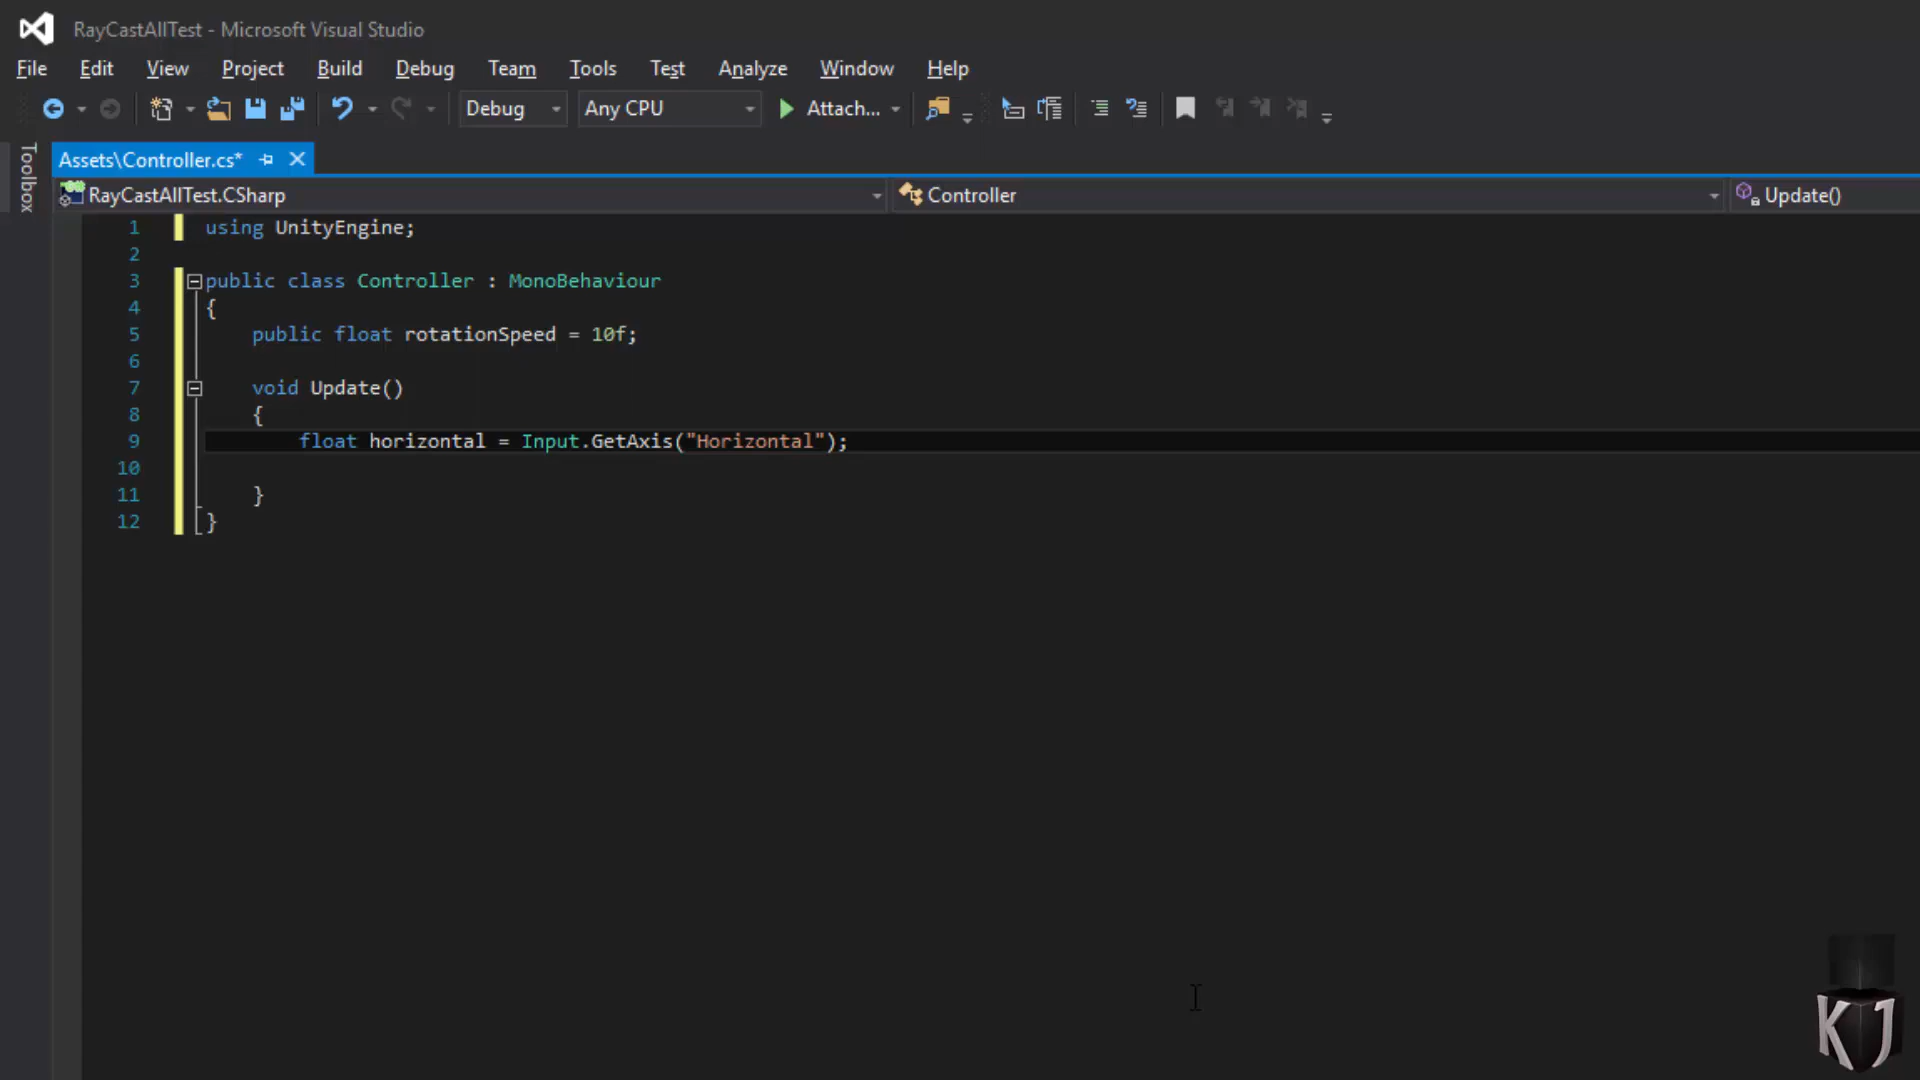 RayCastAllTest - Microsoft Visual Studio
File Edit View Project Build Debug Team Tools Test Analyze Window Help
Debug Any CPU Attach...
Toolbox
Assets\Controller.cs*
RayCastAllTest.CSharp Controller Update()
1 using UnityEngine;
2
3 public class Controller : MonoBehaviour
4 {
5 public float rotationSpeed = 10f;
6
7 void Update()
8 {
9 float horizontal = Input.GetAxis("Horizontal");
10
11 }
12 }
KJ